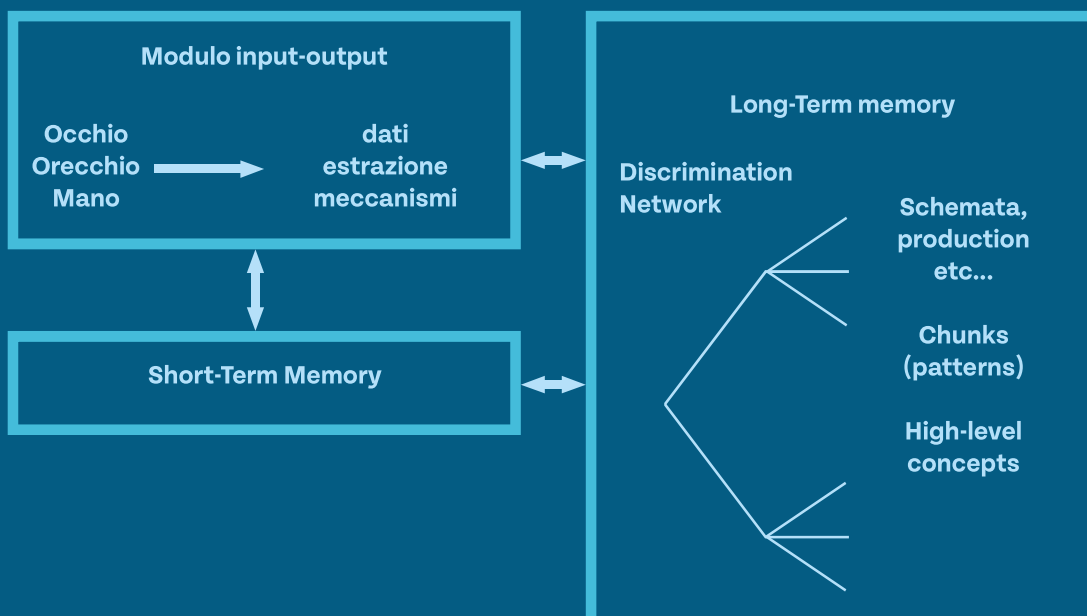 Modulo input-output
Occhio
Orecchio
Mano
dati
estrazione
meccanismi
Short-Term Memory
Long-Term memory
Discrimination
Network
Schemata,
production
etc...
Chunks
(patterns)
High-level
concepts